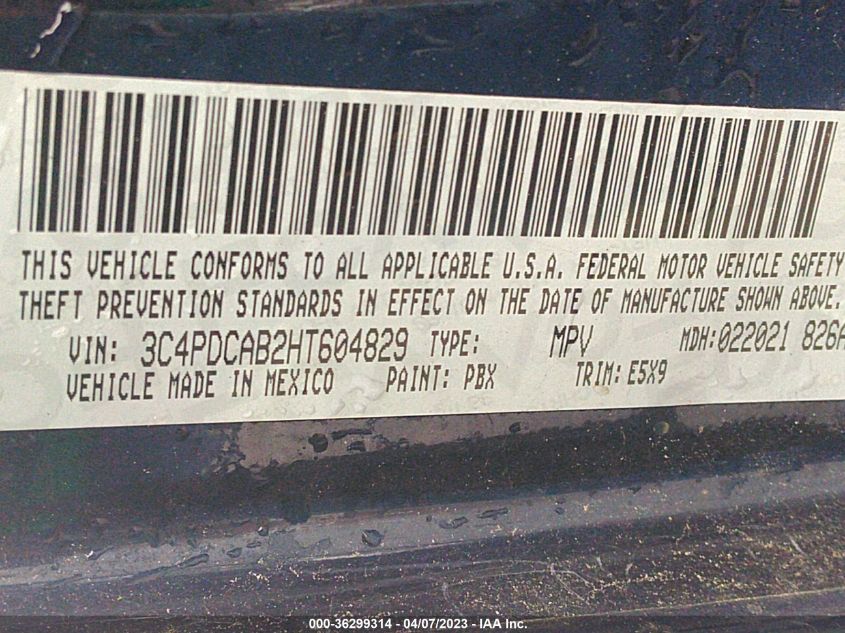 THIS VEHICLE CONFORMS TO ALL APPLICABLE U.S.A. FEDERAL MOTOR VEHICLE SAFETY
THEFT PREVENTION STANDARDS IN EFFECT ON THE DATE OF MANUFACTURE SHOWN ABOVE.
VIN: 3C4PDCAB2HT604829 TYPE: MPV MDH:022021 826A
VEHICLE MADE IN MEXICO PAINT: PBX TRIM: E5X9
000-36299314 - 04/07/2023 - IAA Inc.